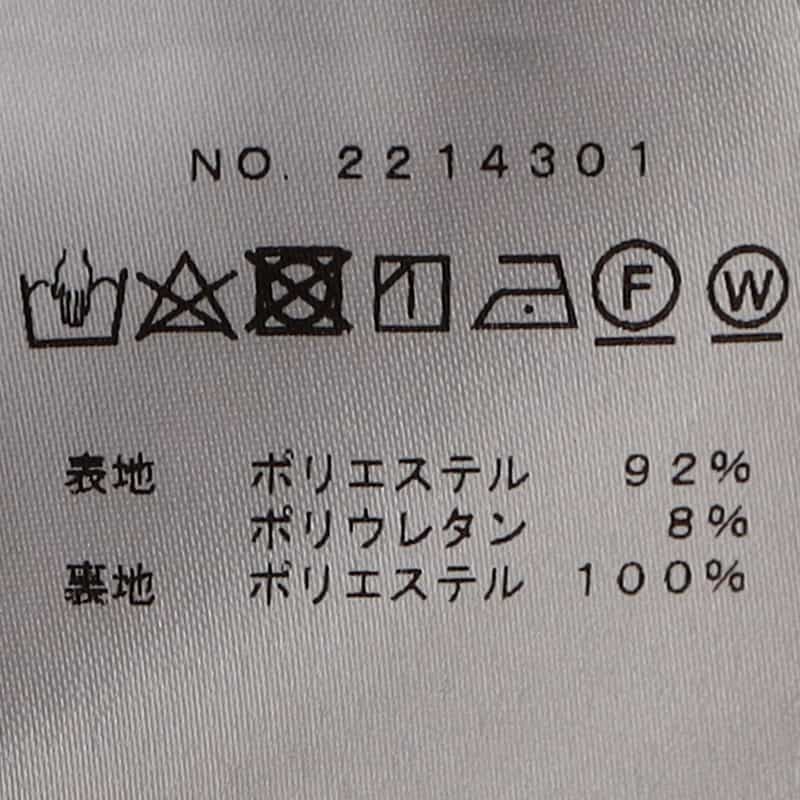 NO. 2214301
F W
表地 ポリエステル 92%
ポリウレタン 8%
裏地 ポリエステル 100%